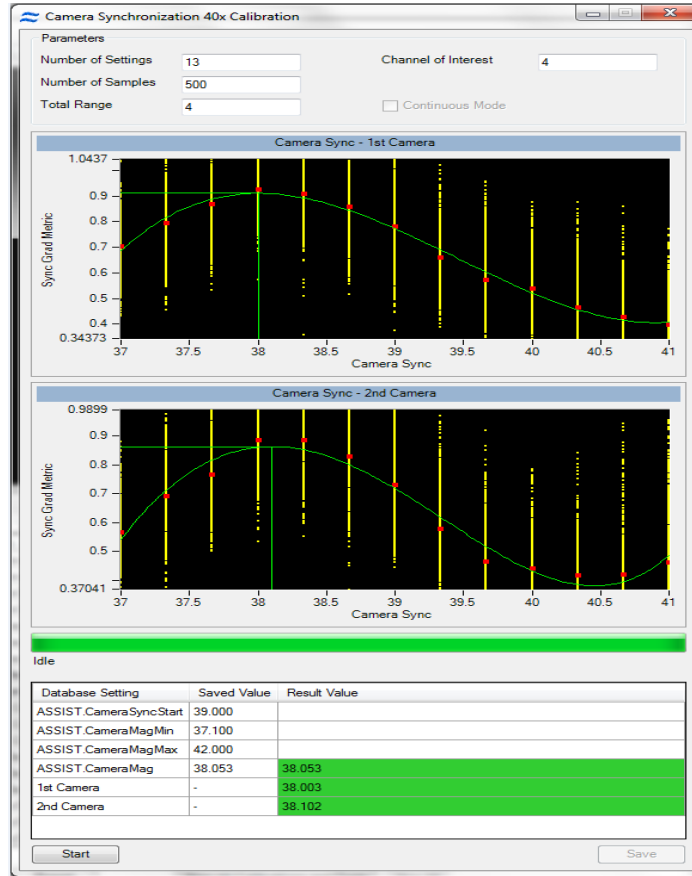 Camera Synchronization 40x Calibration
Parameters
Number of Settings 13 Channel of Interest 4
Number of Samples 500
Total Range 4 Continuous Mode
Camera Sync - 1st Camera
1.0437
0.9
0.8
0.7
0.6
0.5
0.4
0.34373
Sync Grad Metric
37 37.5 38 38.5 39 39.5 40 40.5 41
Camera Sync
Camera Sync - 2nd Camera
0.9899
0.9
0.8
0.7
0.6
0.5
0.37041
Sync Grad Metric
37 37.5 38 38.5 39 39.5 40 40.5 41
Camera Sync
Idle
Database Setting Saved Value Result Value
ASSIST.CameraSyncStart 39.000
ASSIST.CameraMagMin 37.100
ASSIST.CameraMagMax 42.000
ASSIST.CameraMag 38.053 38.053
1st Camera - 38.003
2nd Camera - 38.102
Start Save